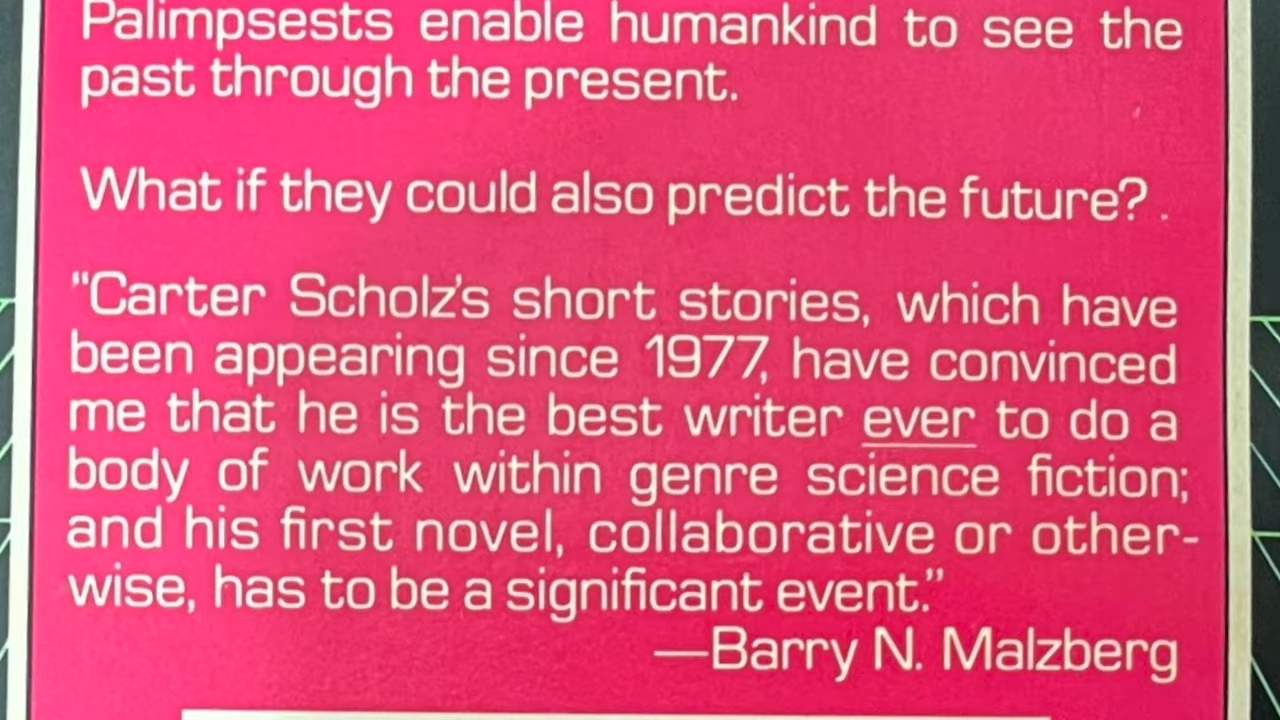 Palimpsests enable humankind to see the
past through the present.
What if they could also predict the future? .
"Carter Scholz's short stories, which have
been appearing since 1977, have convinced
me that he is the best writer ever to do a
body of work within genre science fiction;
and his first novel, collaborative or other-
wise, has to be a significant event."
—Barry N. Malzberg